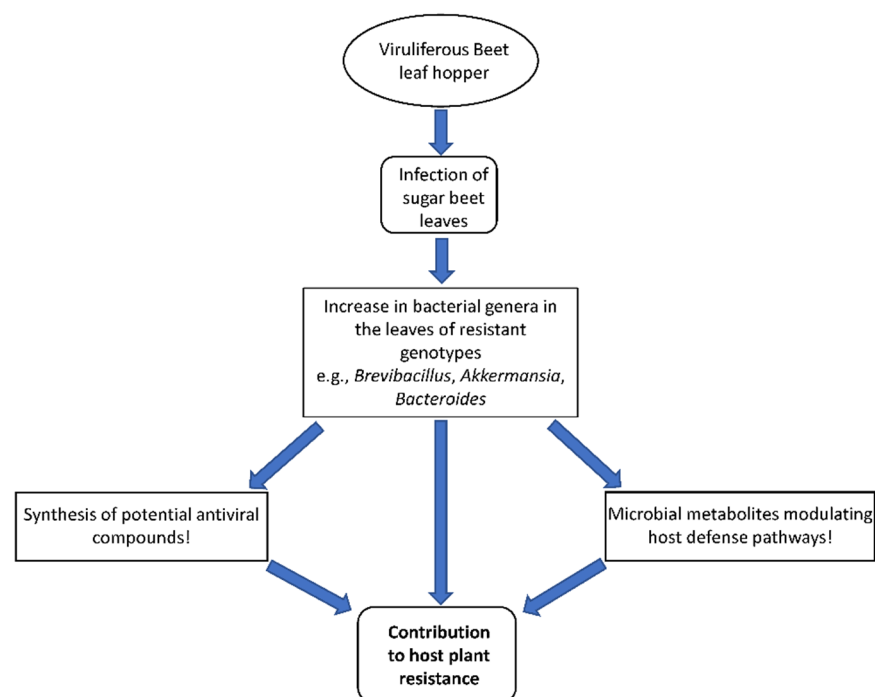 Viruliferous Beet
leaf hopper
Infection of
sugar beet
leaves
Increase in bacterial genera in
the leaves of resistant
genotypes
e.g., Brevibacillus, Akkermansia,
Bacteroides
Synthesis of potential antiviral
compounds!
Microbial metabolites modulating
host defense pathways!
Contribution
to host plant
resistance